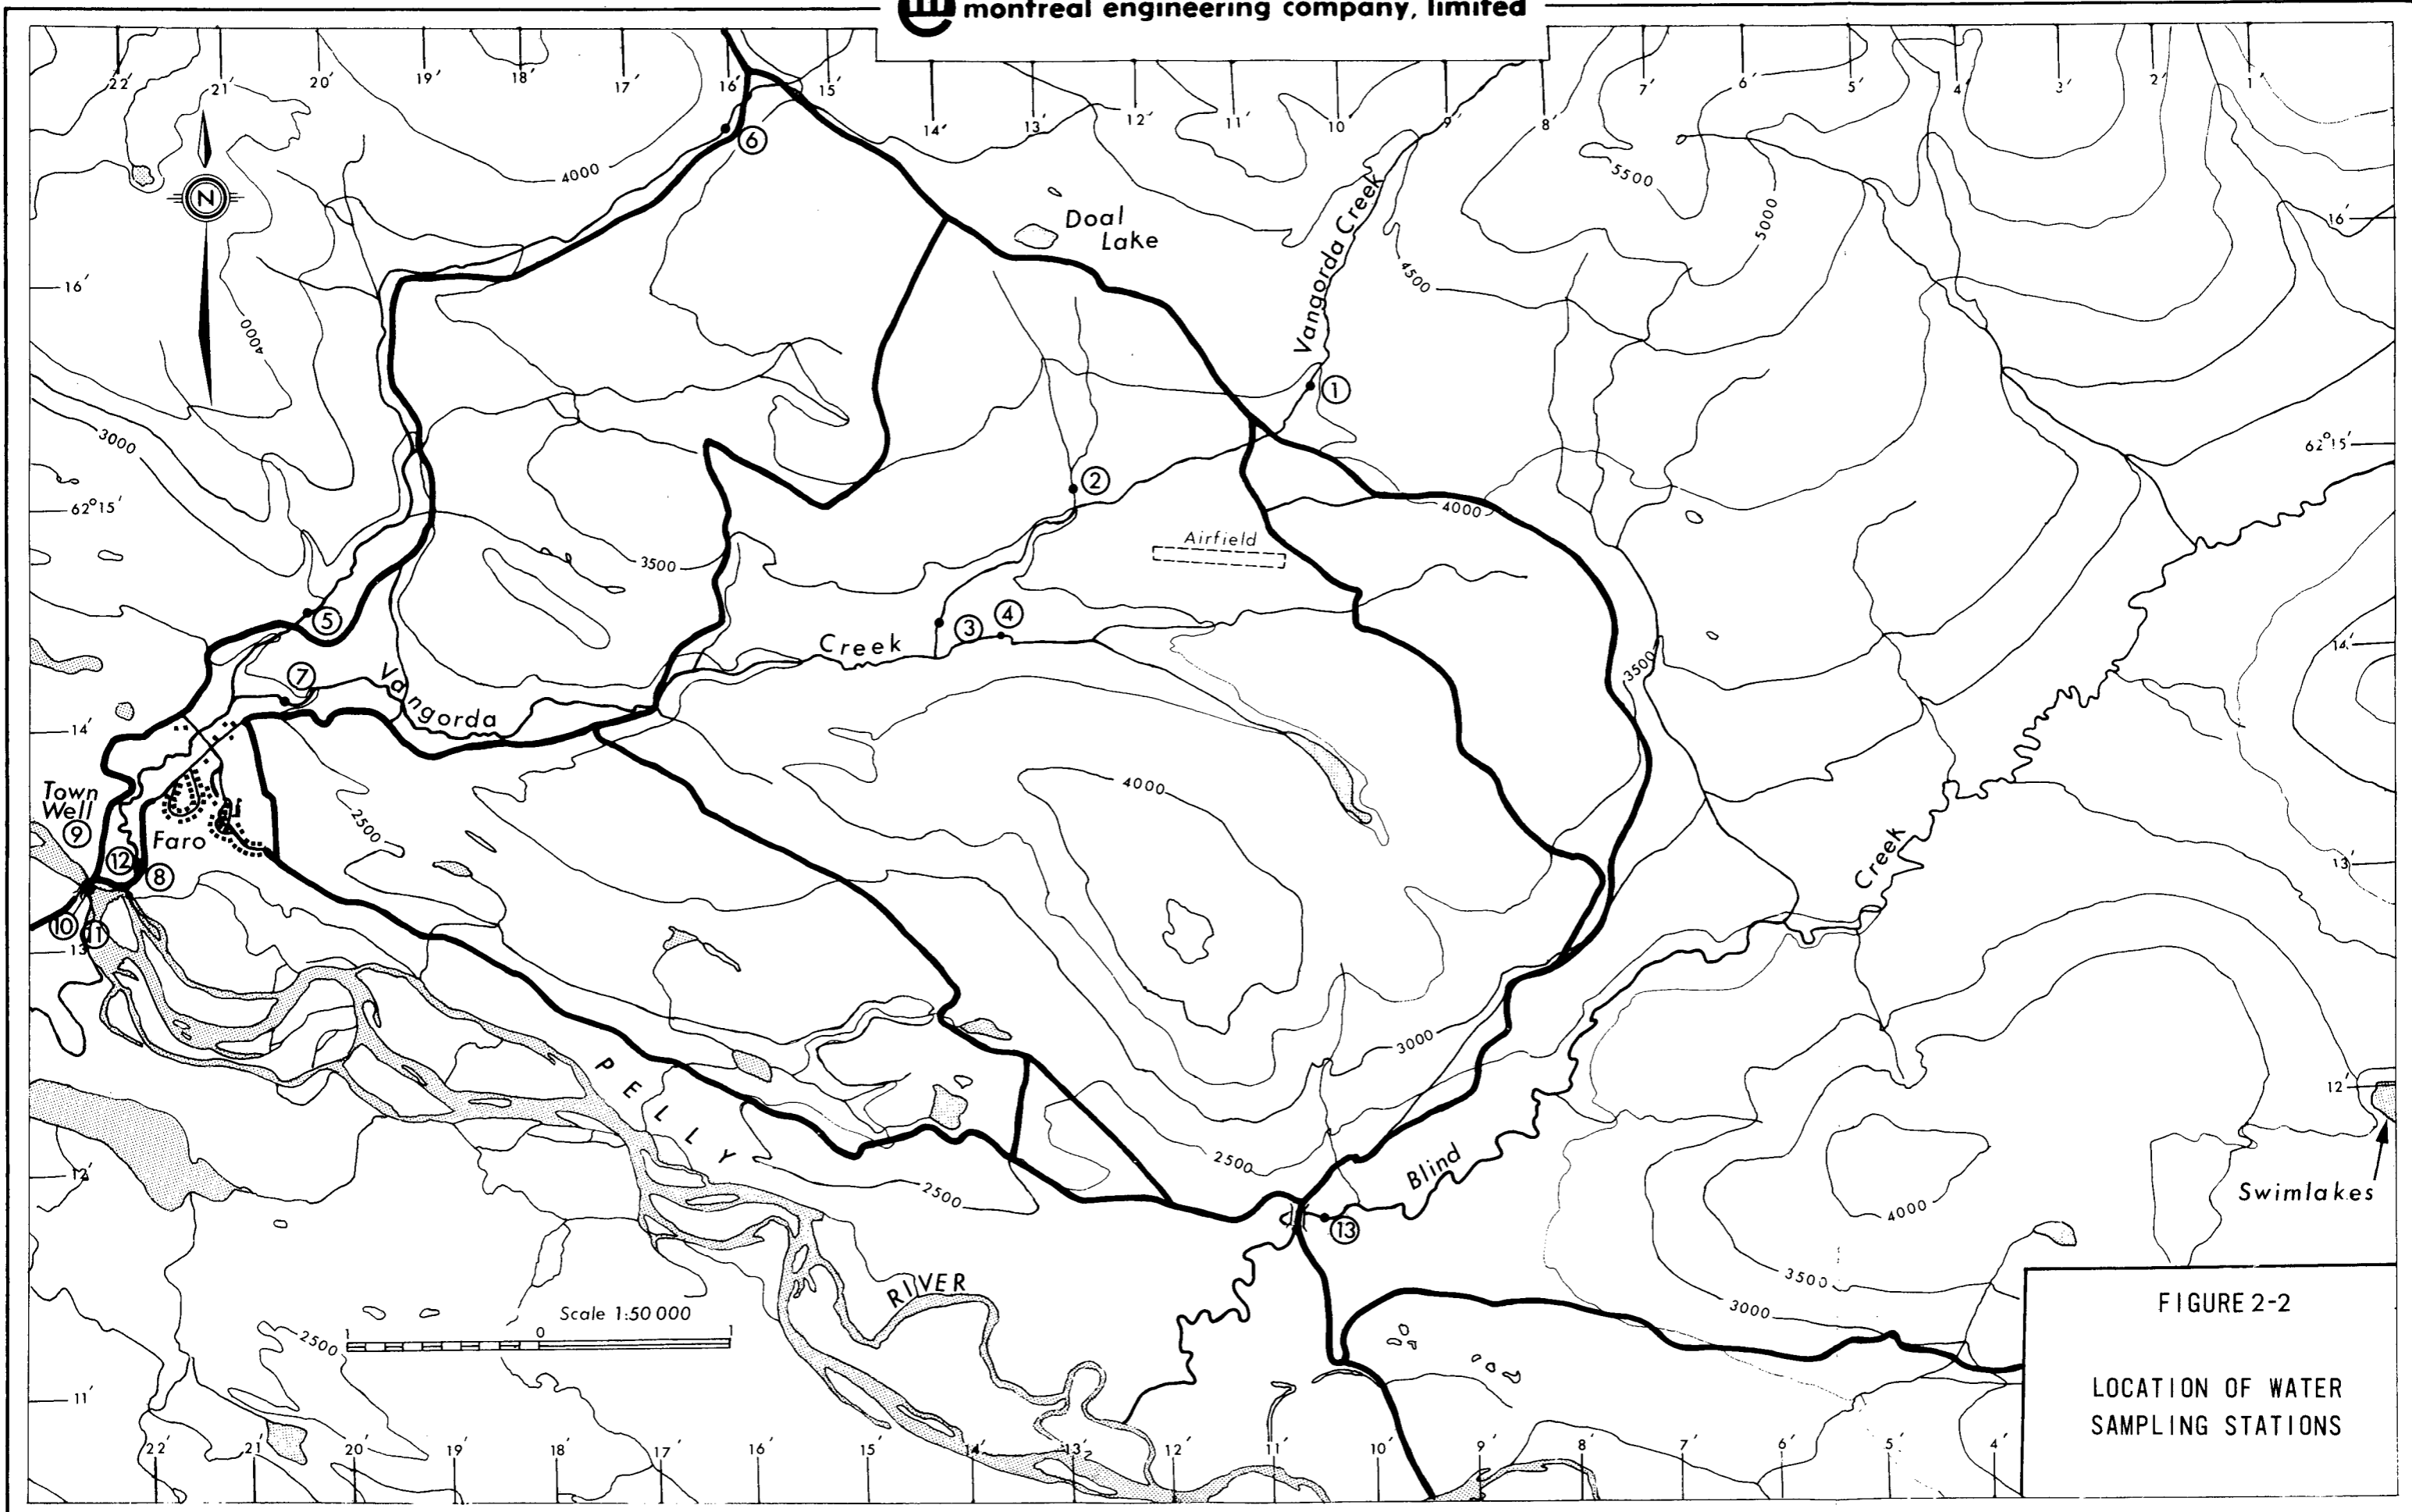 montreal engineering company, limited
22' 21' 20' 19' 18' 17' 16' 15' 14' 13' 12' 11' 10 9' 8' 7' 6' 5' 4' 3' 2' 1'
6
4000
5500
N
Doal
Lake
Vangorda Creek
5000
16'
4500
16'
4000
1
3000
62°15'
2
62°15'
4000
Airfield
3500
5
3 4
Creek
14'
3500
7
Vangorda
14'
4000
Town
Well
9
2500
Faro
12
8
Creek
13'
10
11
13'
3000
12'
PELLY
2500
Blind
12'
2500
Swimlakes
4000
13
3500
RIVER
3000
Scale 1:50 000
1 0 1
2500
11'
22' 21' 20' 19' 18' 17' 16' 15' 14' 13' 12' 11' 10' 9' 8' 7' 6' 5' 4'
FIGURE 2-2
LOCATION OF WATER
SAMPLING STATIONS